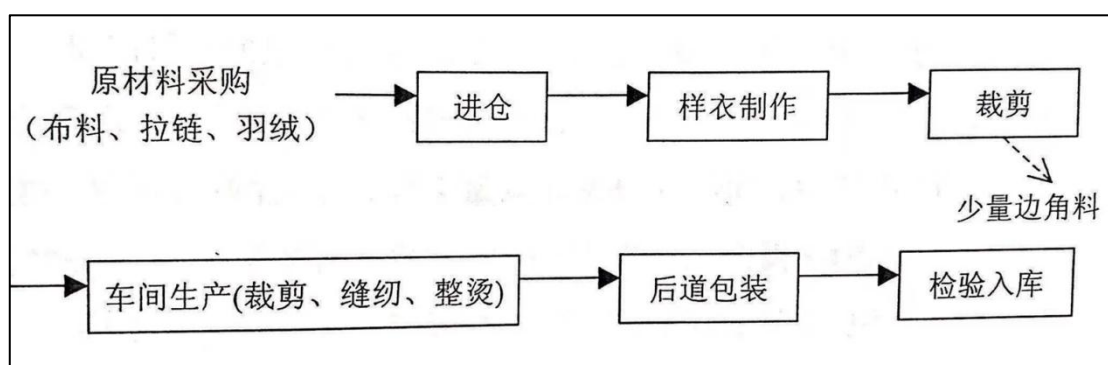 原材料采购
（布料、拉链、羽绒）
进仓
样衣制作
裁剪
少量边角料
车间生产(裁剪、缝纫、整烫)
后道包装
检验入库